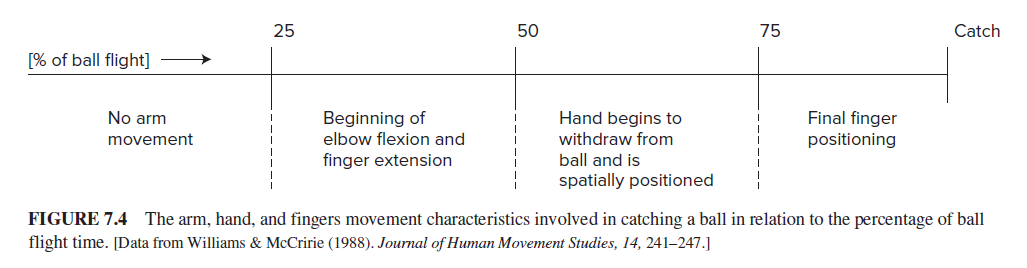 25 50 75 Catch
[% of ball flight]
No arm
movement
Beginning of
elbow flexion and
finger extension
Hand begins to
withdraw from
ball and is
spatially positioned
Final finger
positioning
FIGURE 7.4 The arm, hand, and fingers movement characteristics involved in catching a ball in relation to the percentage of ball
flight time. [Data from Williams & McCririe (1988). Journal of Human Movement Studies, 14, 241–247.]